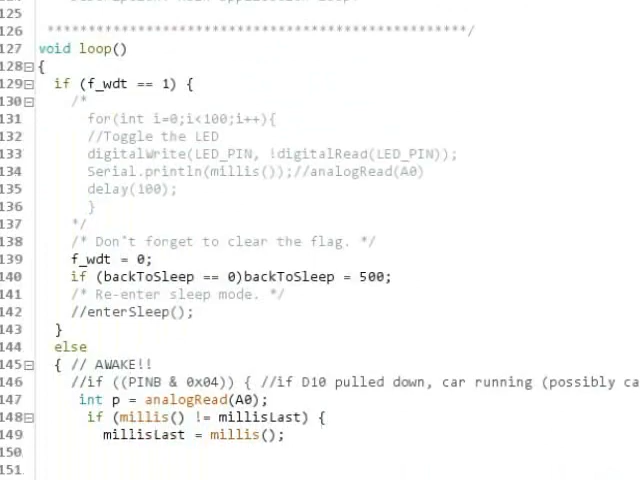 125
126 *****************************************************/
127 void loop()
128 {
129 if (f_wdt == 1) {
130 /*
131 for(int i=0;i<100;i++){
132 //Toggle the LED
133 digitalWrite(LED_PIN, !digitalRead(LED_PIN));
134 Serial.println(millis());//analogRead(A0)
135 delay(100);
136 }
137 */
138 /* Don't forget to clear the flag. */
139 f_wdt = 0;
140 if (backToSleep == 0)backToSleep = 500;
141 /* Re-enter sleep mode. */
142 //enterSleep();
143 }
144 else
145 { // AWAKE!!
146 //if ((PINB & 0x04)) { //if D10 pulled down, car running (possibly ca
147 int p = analogRead(A0);
148 if (millis() != millisLast) {
149 millisLast = millis();
150
151